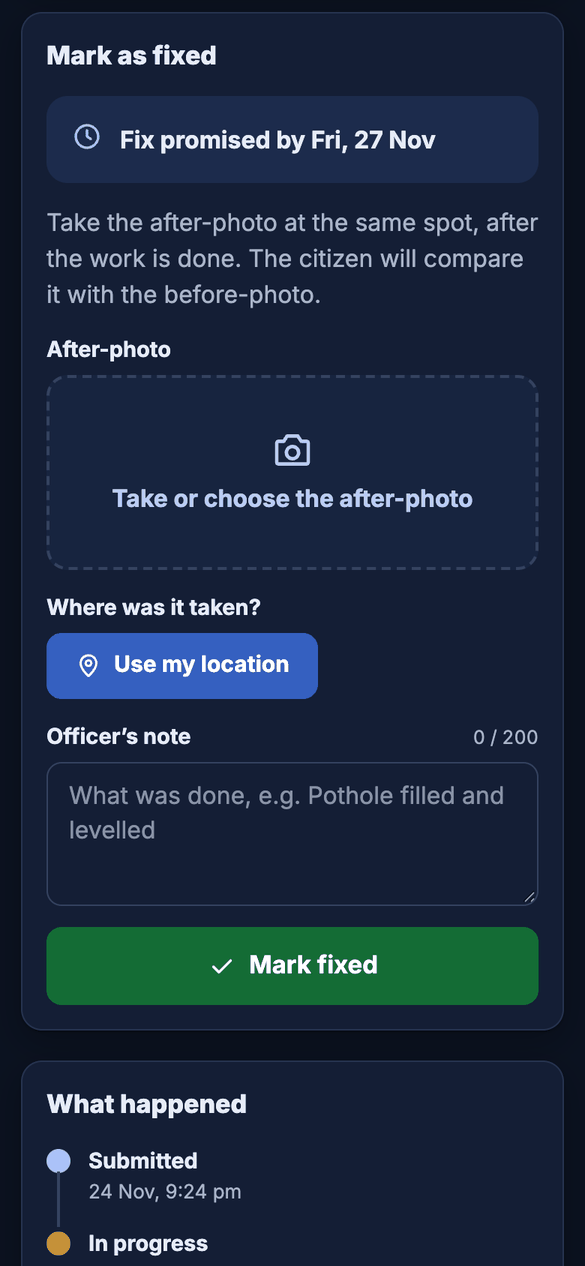 Mark as fixed
Fix promised by Fri, 27 Nov
Take the after-photo at the same spot, after
the work is done. The citizen will compare
it with the before-photo.
After-photo
Take or choose the after-photo
Where was it taken?
Use my location
Officer’s note 0 / 200
What was done, e.g. Pothole filled and
levelled
Mark fixed
What happened
Submitted
24 Nov, 9:24 pm
In progress